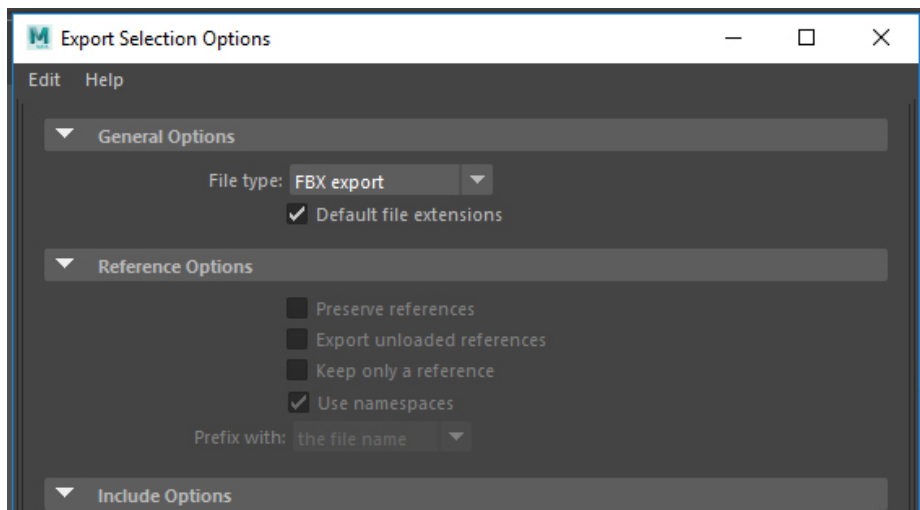 Export Selection Options
Edit Help
General Options
File type: FBX export
Default file extensions
Reference Options
Preserve references
Export unloaded references
Keep only a reference
Use namespaces
Prefix with: the file name
Include Options